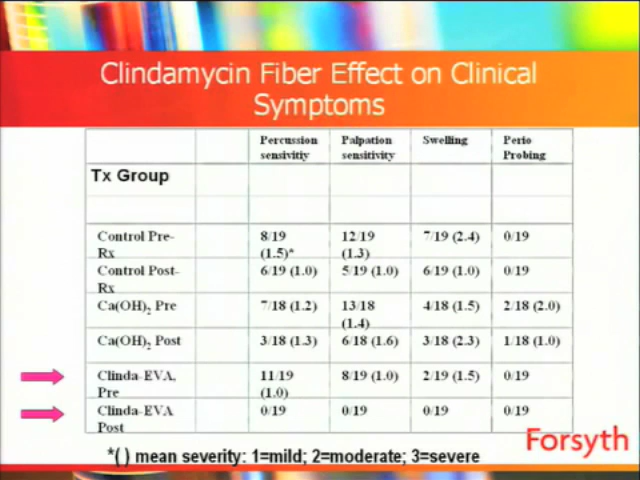 Clindamycin Fiber Effect on Clinical
Symptoms
Percussion Palpation Swelling Perio
sensivitiy sensitivity Probing
Tx Group
Control Pre- 8/19 12/19 7/19 (2.4) 0/19
Rx (1.5)* (1.3)
Control Post- 6/19 (1.0) 5/19 (1.0) 6/19 (1.0) 0/19
Rx
Ca(OH)2 Pre 7/18 (1.2) 13/18 4/18 (1.5) 2/18 (2.0)
(1.4)
Ca(OH)2 Post 3/18 (1.3) 6/18 (1.6) 3/18 (2.3) 1/18 (1.0)
Clinda-EVA, 11/19 8/19 (1.0) 2/19 (1.5) 0/19
Pre (1.0)
Clinda-EVA 0/19 0/19 0/19 0/19
Post
Forsyth
*( ) mean severity: 1=mild; 2=moderate; 3=severe